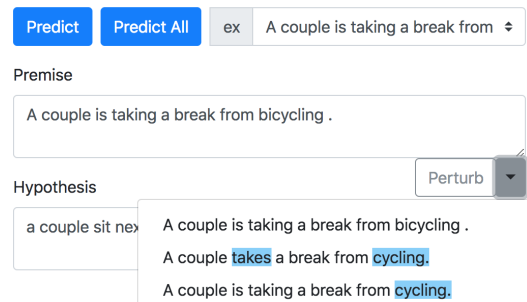 Predict Predict All ex A couple is taking a break from
Premise
A couple is taking a break from bicycling .
Perturb
Hypothesis
a couple sit
A couple is taking a break from bicycling .
A couple takes a break from cycling.
A couple is taking a break from cycling.